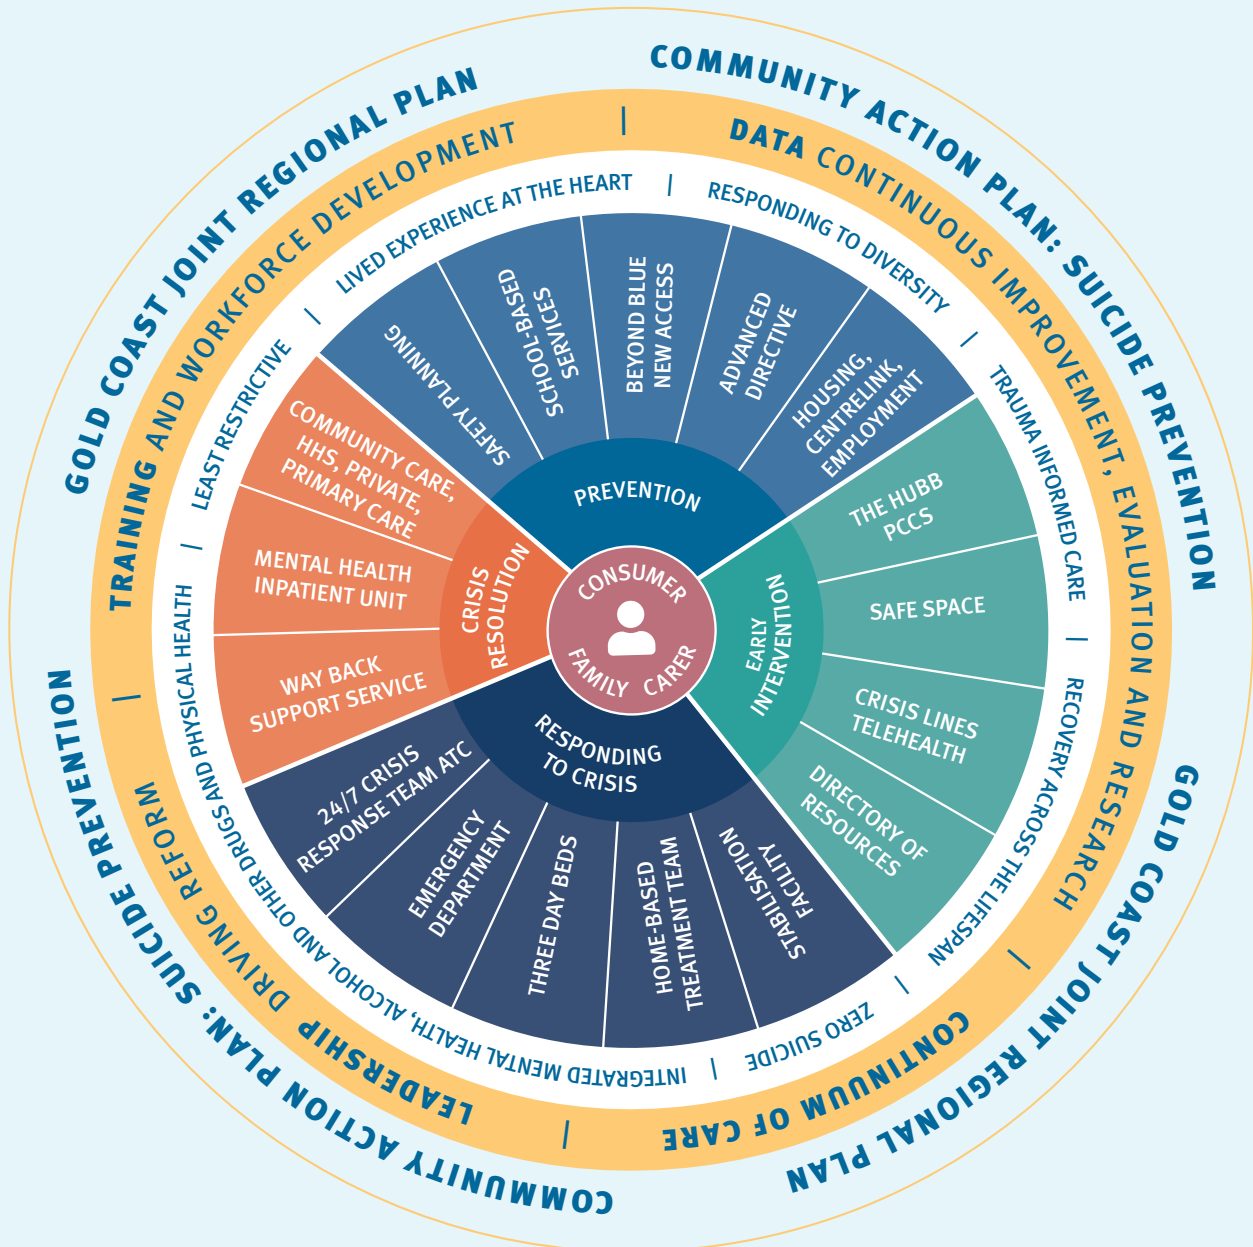 GOLD COAST JOINT REGIONAL PLAN
COMMUNITY ACTION PLAN: SUICIDE PREVENTION
GOLD COAST JOINT REGIONAL PLAN
COMMUNITY ACTION PLAN: SUICIDE PREVENTION
TRAINING AND WORKFORCE DEVELOPMENT
|
DATA CONTINUOUS IMPROVEMENT, EVALUATION AND RESEARCH
|
CONTINUUM OF CARE
|
LEADERSHIP DRIVING REFORM
|
LIVED EXPERIENCE AT THE HEART
|
RESPONDING TO DIVERSITY
|
TRAUMA INFORMED CARE
|
RECOVERY ACROSS THE LIFESPAN
|
ZERO SUICIDE
|
INTEGRATED MENTAL HEALTH, ALCOHOL AND OTHER DRUGS AND PHYSICAL HEALTH
|
LEAST RESTRICTIVE
|
PREVENTION
SAFETY PLANNING
SCHOOL-BASED
SERVICES
BEYOND BLUE
NEW ACCESS
ADVANCED
DIRECTIVE
HOUSING,
CENTRELINK,
EMPLOYMENT
EARLY
INTERVENTION
THE HUBB
PCCS
SAFE SPACE
CRISIS LINES
TELEHEALTH
DIRECTORY OF
RESOURCES
RESPONDING
TO CRISIS
STABILISATION
FACILITY
HOME-BASED
TREATMENT TEAM
THREE DAY BEDS
EMERGENCY
DEPARTMENT
24/7 CRISIS
RESPONSE TEAM ATC
CRISIS
RESOLUTION
WAY BACK
SUPPORT SERVICE
MENTAL HEALTH
INPATIENT UNIT
COMMUNITY CARE,
HHS, PRIVATE,
PRIMARY CARE
CONSUMER
FAMILY CARER